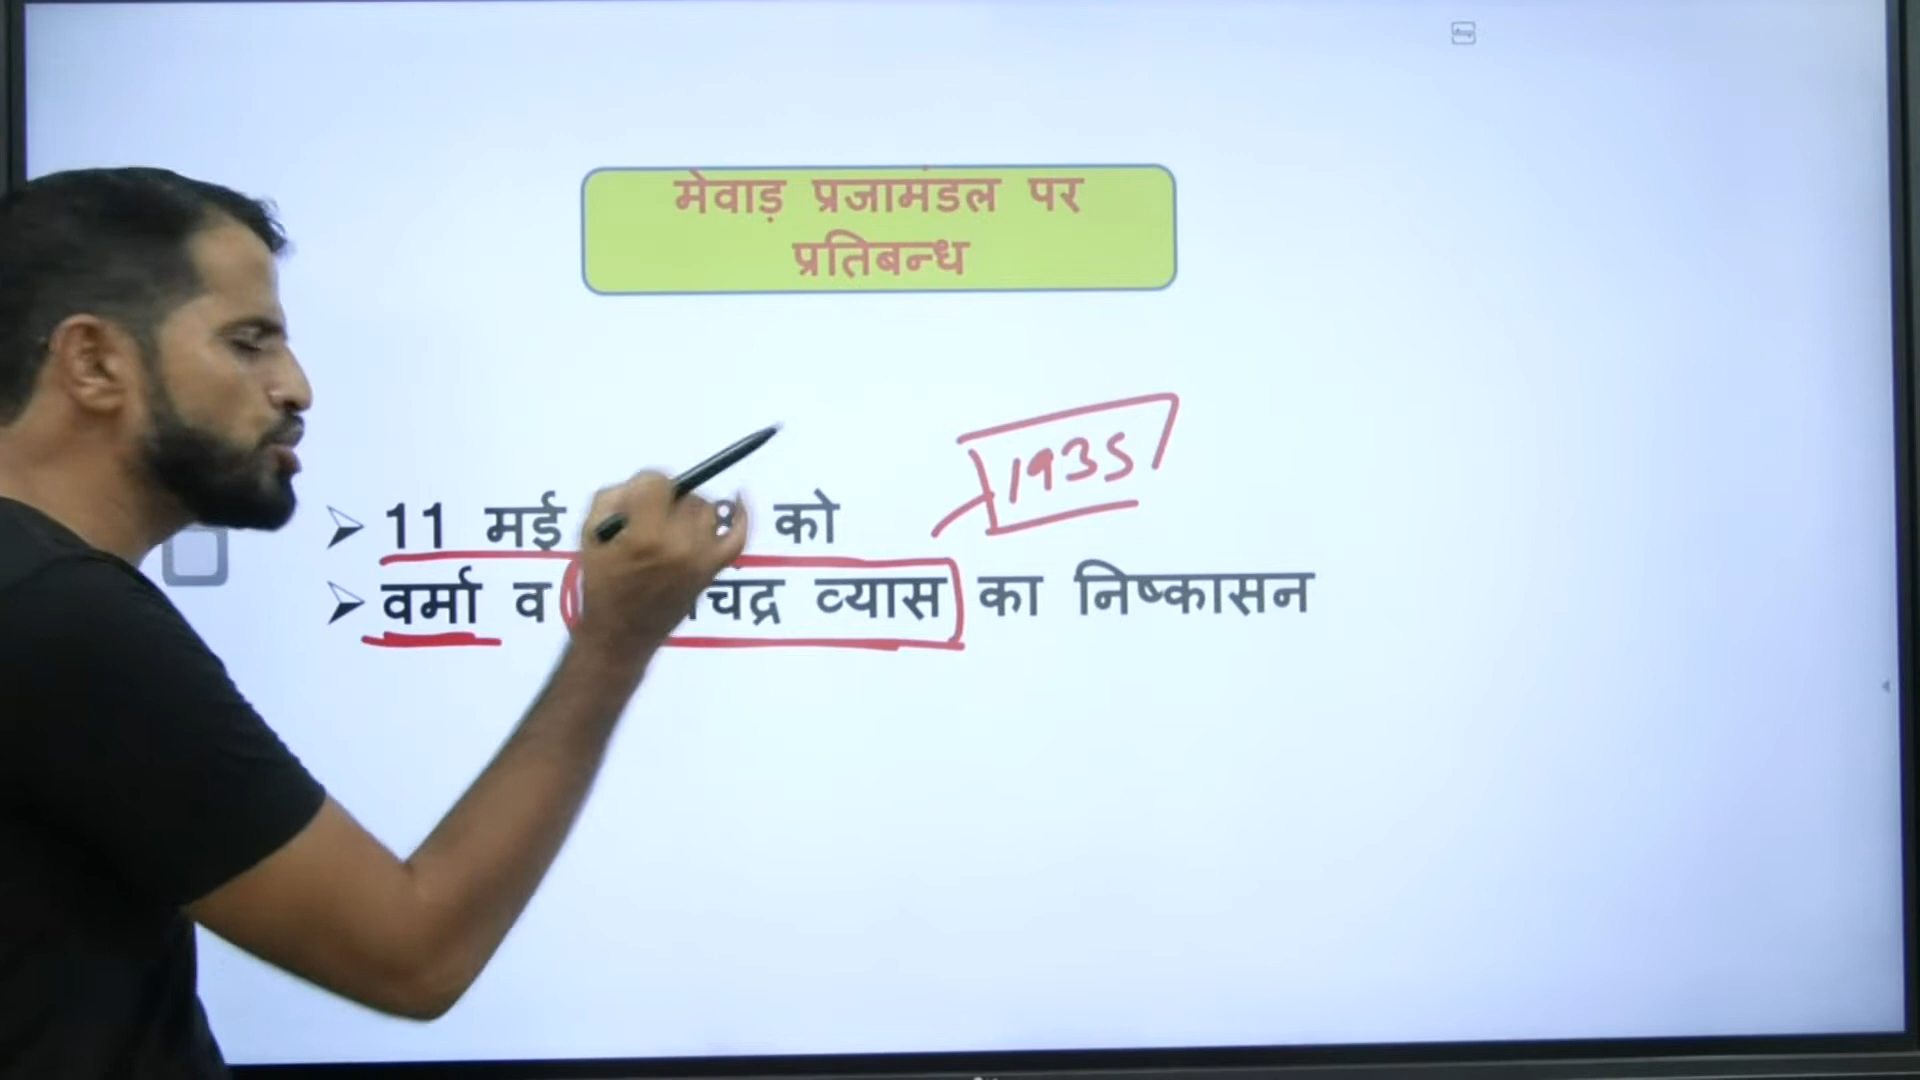 मेवाड़ प्रजामंडल पर
प्रतिबन्ध
1935
11 मई 8 को
वर्मा व चंद्र व्यास का निष्कासन